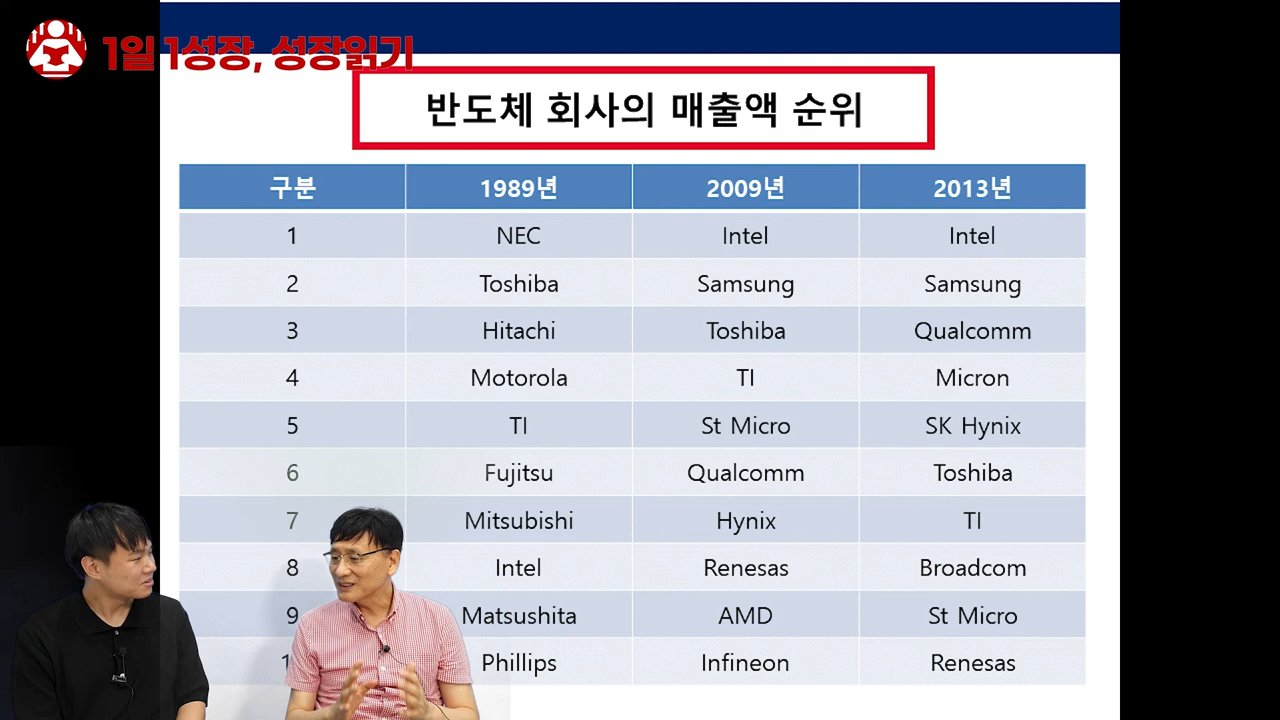 1일 1성장, 성장읽기
반도체 회사의 매출액 순위
구분 1989년 2009년 2013년
1 NEC Intel Intel
2 Toshiba Samsung Samsung
3 Hitachi Toshiba Qualcomm
4 Motorola TI Micron
5 TI St Micro SK Hynix
6 Fujitsu Qualcomm Toshiba
7 Mitsubishi Hynix TI
8 Intel Renesas Broadcom
9 Matsushita AMD St Micro
Phillips Infineon Renesas